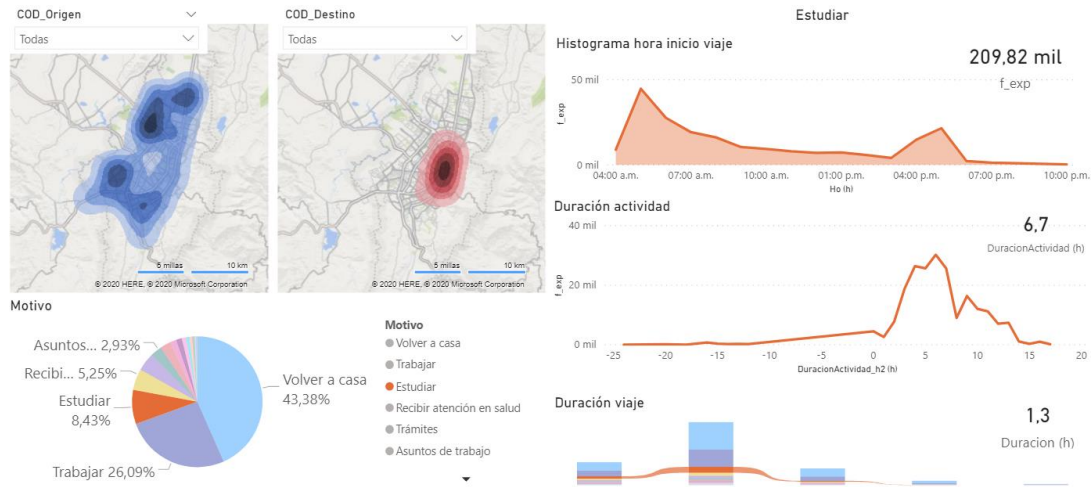 COD_Origen
Todas
5 millas 10 km
© 2020 HERE, © 2020 Microsoft Corporation
COD_Destino
Todas
5 millas 10 km
© 2020 HERE, © 2020 Microsoft Corporation
Motivo
Asuntos... 2,93%
Recibi... 5,25%
Estudiar
8,43%
Trabajar 26,09%
Volver a casa
43,38%
Motivo
Volver a casa
Trabajar
Estudiar
Recibir atención en salud
Trámites
Asuntos de trabajo
Estudiar
Histograma hora inicio viaje
209,82 mil
f_exp
50 mil
f_exp
0 mil
04:00 a.m. 07:00 a.m. 10:00 a.m. 01:00 a.m. 04:00 p.m. 07:00 p.m. 10:00 p.m.
Ho (h)
Duración actividad
6,7
DuracionActividad (h)
40 mil
f_exp
20 mil
0 mil
-25 -20 -15 -10 -5 0 5 10 15 20
DuracionActividad_h2 (h)
Duración viaje
1,3
Duracion (h)